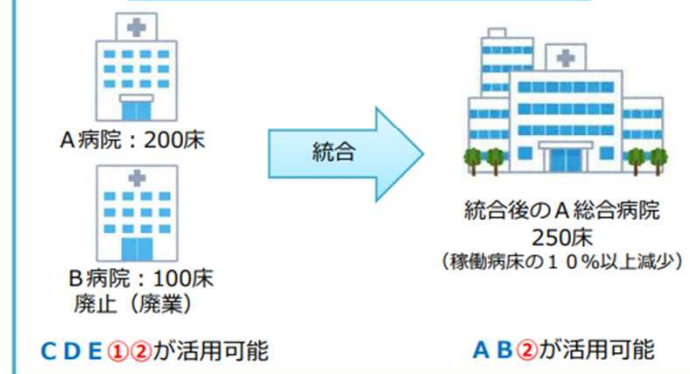 A病院：200床
B病院：100床
廃止（廃業）
CDE①②が活用可能
統合
統合後のA総合病院
250床
（稼働病床の１０％以上減少）
AB②が活用可能